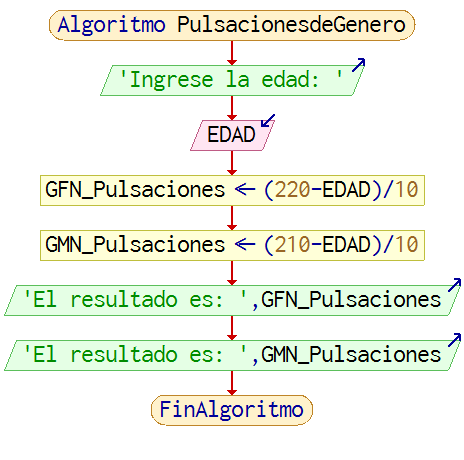 Algoritmo PulsacionesdeGenero
'Ingrese la edad: '
EDAD
GFN_Pulsaciones ← (220-EDAD)/10
GMN_Pulsaciones ← (210-EDAD)/10
'El resultado es: ',GFN_Pulsaciones
'El resultado es: ',GMN_Pulsaciones
FinAlgoritmo